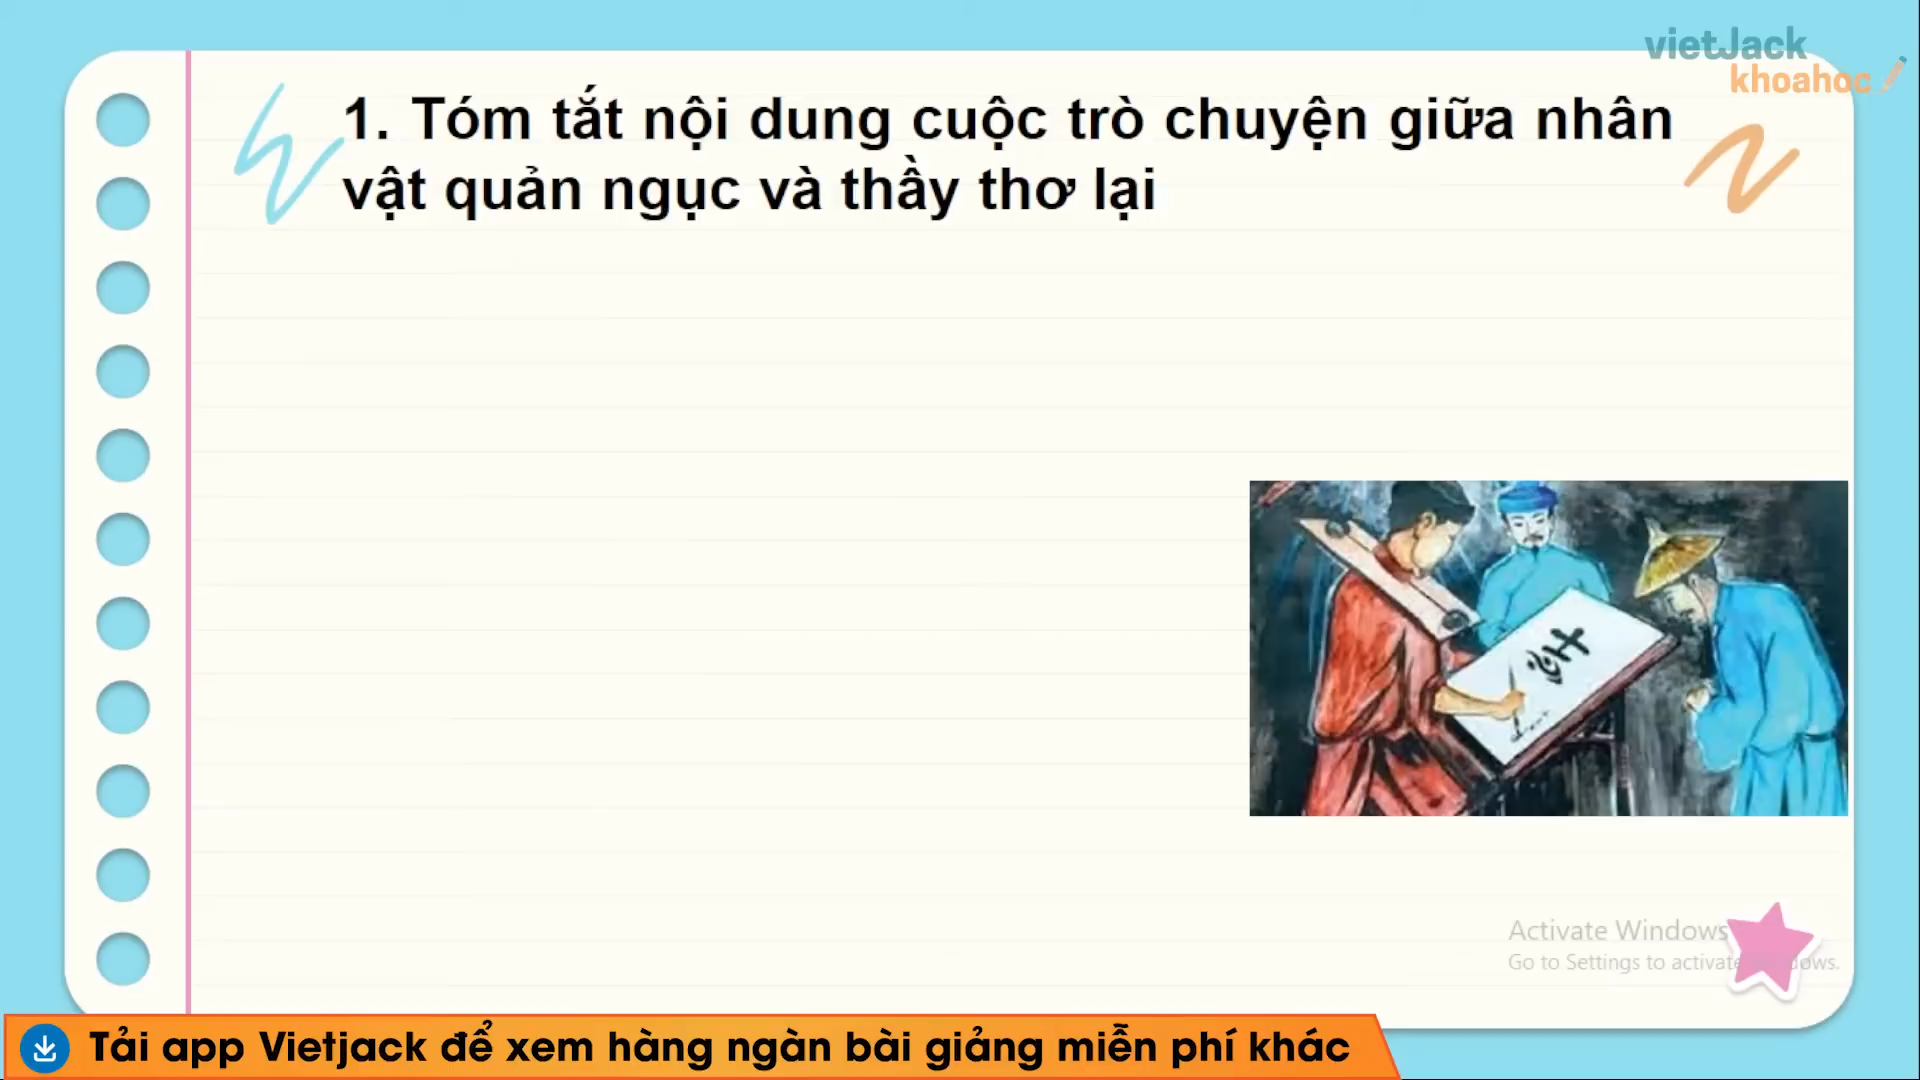 vietJack
khoahoc
1. Tóm tắt nội dung cuộc trò chuyện giữa nhân
vật quản ngục và thầy thơ lại
Activate Windows
Go to Settings to activate Windows.
Tải app Vietjack để xem hàng ngàn bài giảng miễn phí khác